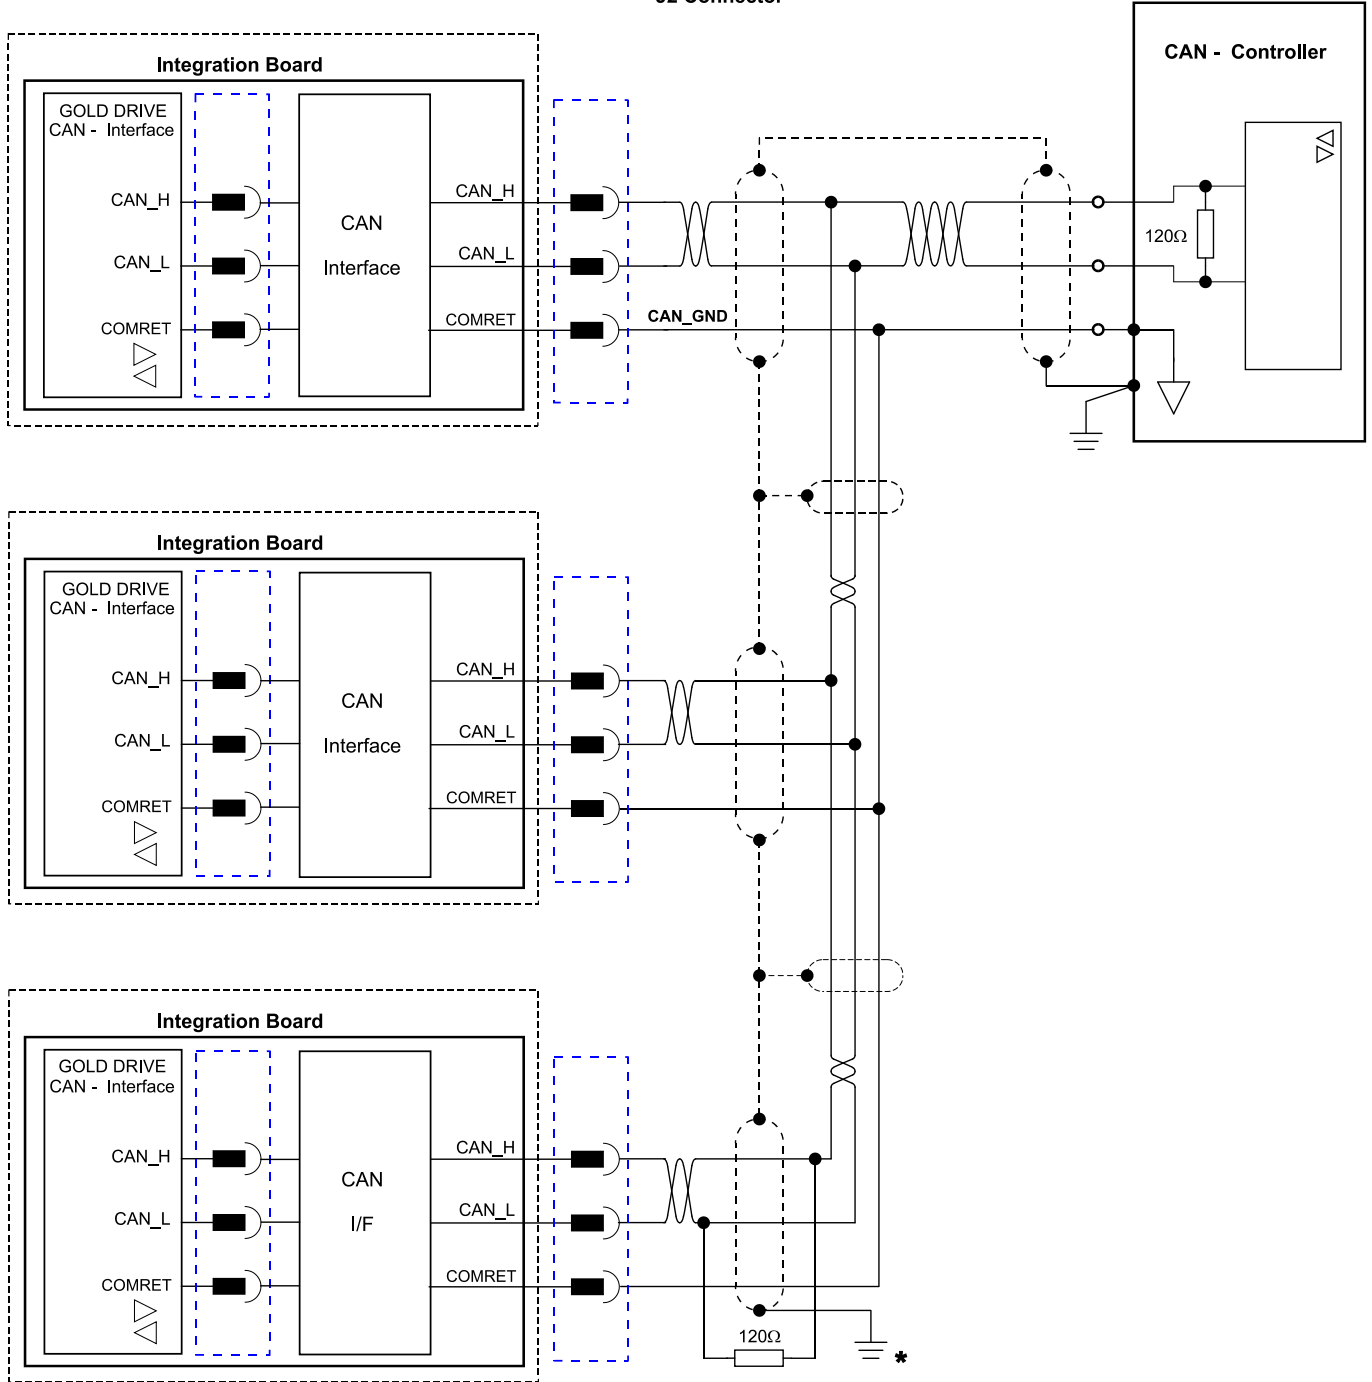 J2 Connector
CAN - Controller
120Ω
Integration Board
GOLD DRIVE
CAN - Interface
CAN_H
CAN_L
COMRET
CAN
Interface
CAN_H
CAN_L
COMRET
CAN_GND
Integration Board
GOLD DRIVE
CAN - Interface
CAN_H
CAN_L
COMRET
CAN
Interface
CAN_H
CAN_L
COMRET
Integration Board
GOLD DRIVE
CAN - Interface
CAN_H
CAN_L
COMRET
CAN
I/F
CAN_H
CAN_L
COMRET
120Ω
*